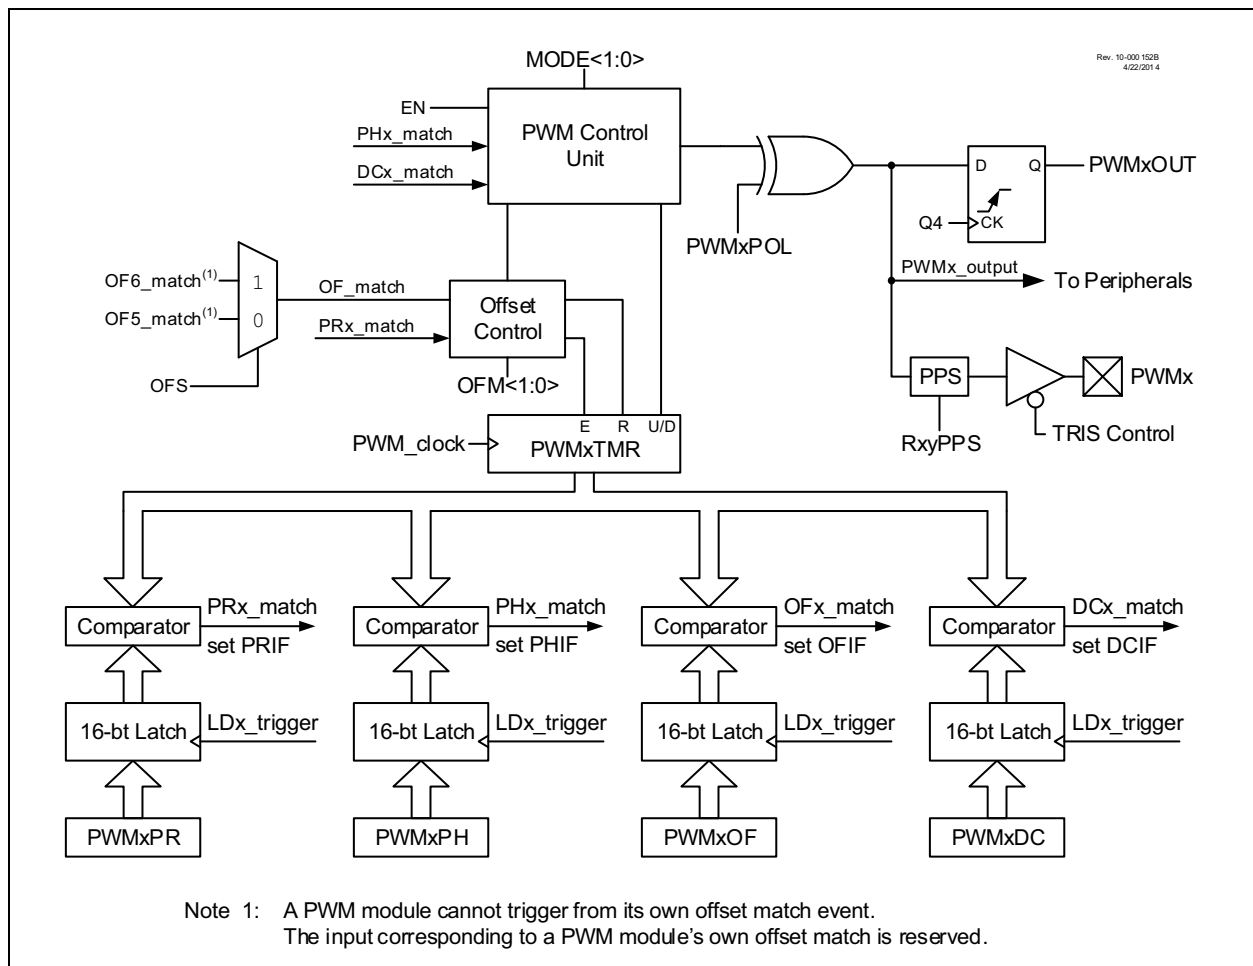 Rev. 10-000 152B
4/22/201 4
MODE<1:0>
EN
PHx_match
DCx_match
PWM Control
Unit
PWMxPOL
D
Q
Q4
CK
PWMxOUT
PWMx_output
To Peripherals
OF6_match(1)
1
OF5_match(1)
0
OFS
OF_match
PRx_match
Offset
Control
OFM<1:0>
PPS
RxyPPS
PWMx
TRIS Control
PWM_clock
E
R
U/D
PWMxTMR
Comparator
PRx_match
set PRIF
Comparator
PHx_match
set PHIF
Comparator
OFx_match
set OFIF
Comparator
DCx_match
set DCIF
16-bt Latch
LDx_trigger
16-bt Latch
LDx_trigger
16-bt Latch
LDx_trigger
16-bt Latch
LDx_trigger
PWMxPR
PWMxPH
PWMxOF
PWMxDC
Note 1: A PWM module cannot trigger from its own offset match event.
The input corresponding to a PWM module's own offset match is reserved.